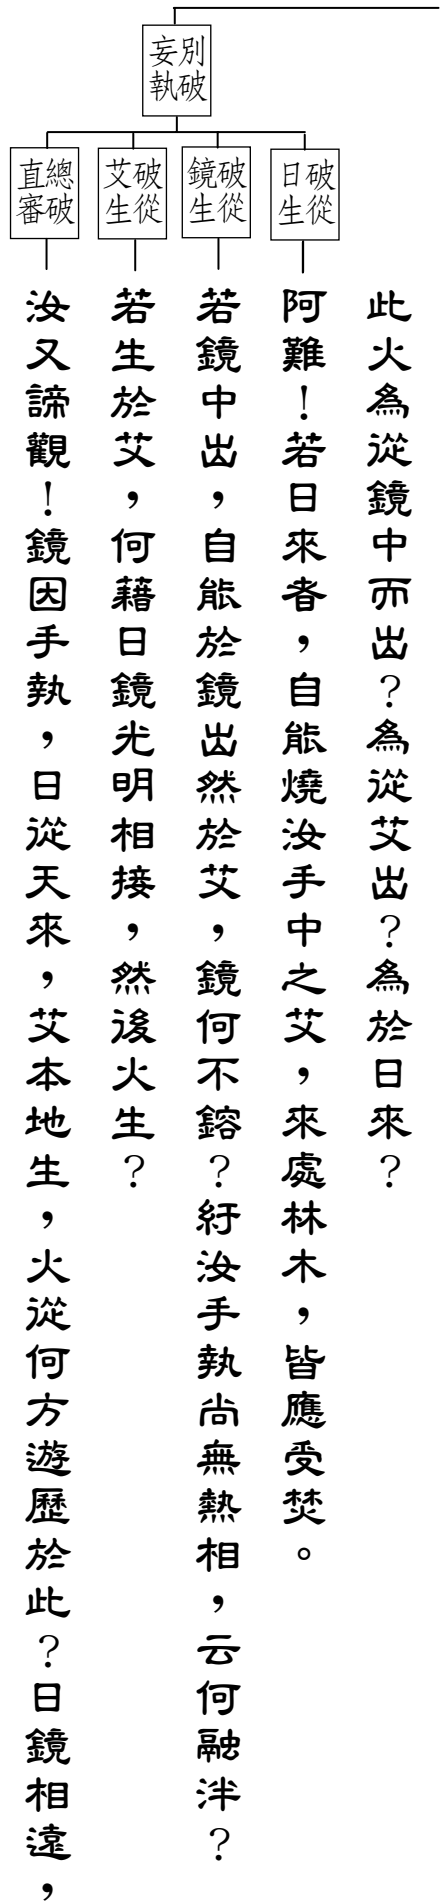 此火為從鏡中而出？為從艾出？為於日來？
別破妄執
破從日生
阿難！若日來者，自能燒汝手中之艾，來處林木，皆應受焚。
破從鏡生
若鏡中出，自能於鏡出然於艾，鏡何不鎔？紆汝手執尚無熱相，云何融泮？
破從艾生
若生於艾，何藉日鏡光明相接，然後火生？
總破直審
汝又諦觀！鏡因手執，日從天來，艾本地生，火從何方遊歷於此？日鏡相遠，